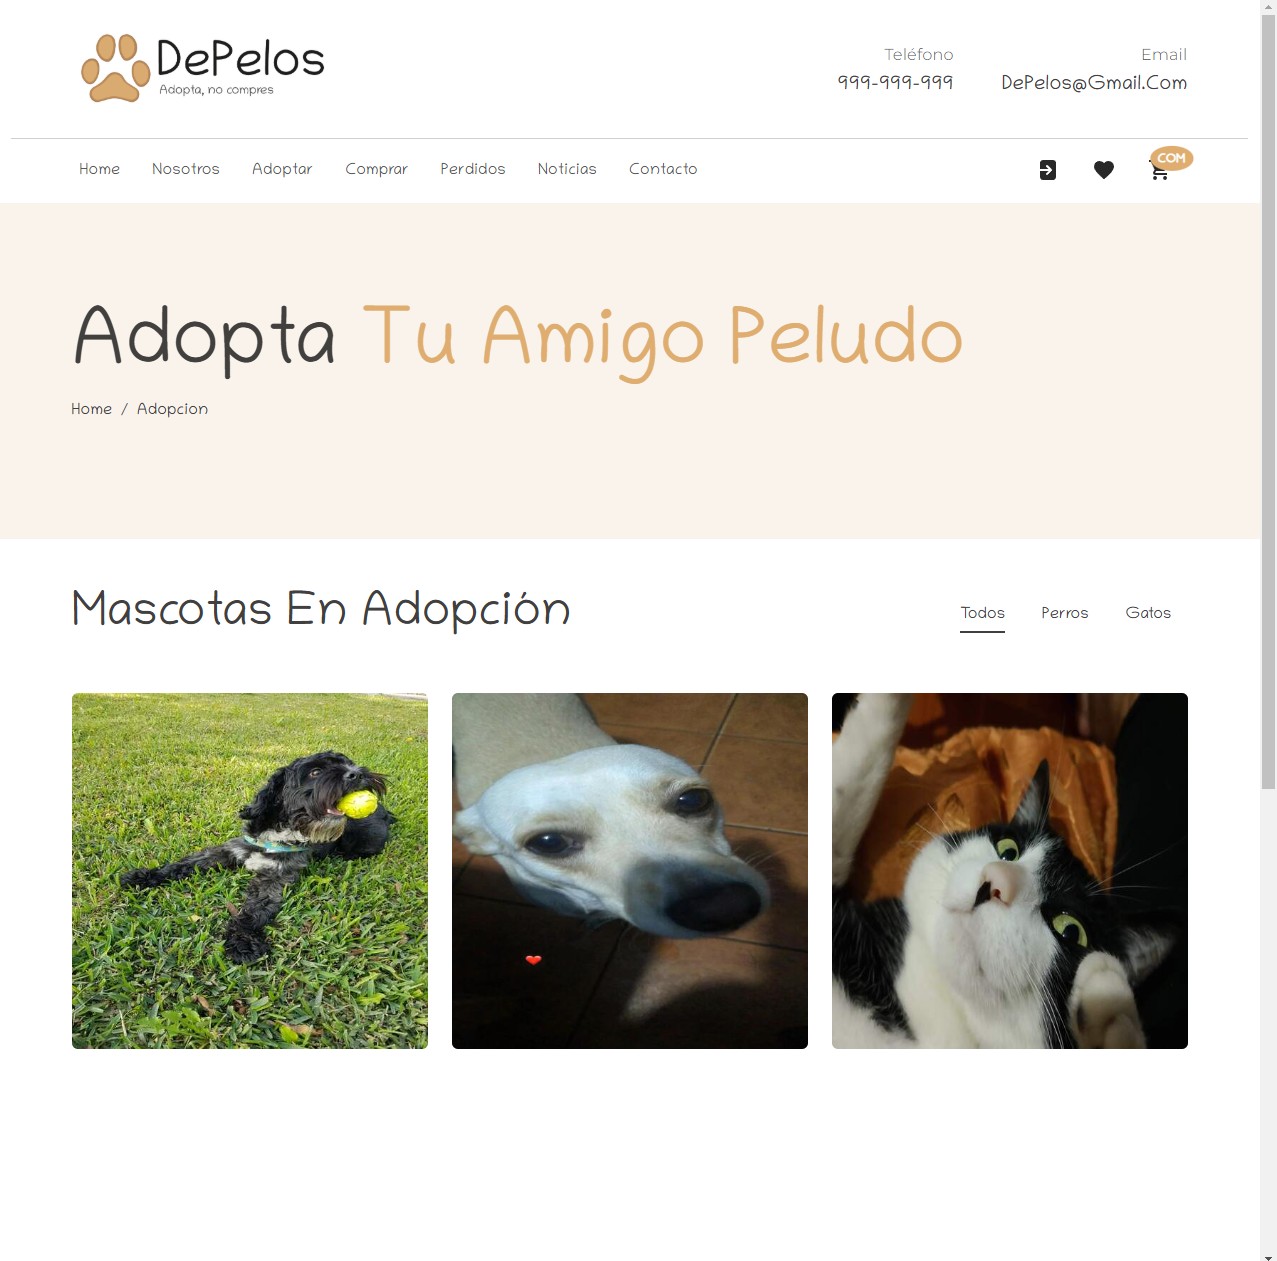 DePelos
Adopta, no compres
Teléfono
999-999-999
Email
DePelos@Gmail.Com
Home Nosotros Adoptar Comprar Perdidos Noticias Contacto
COM
Adopta Tu Amigo Peludo
Home / Adopcion
Mascotas En Adopción
Todos Perros Gatos